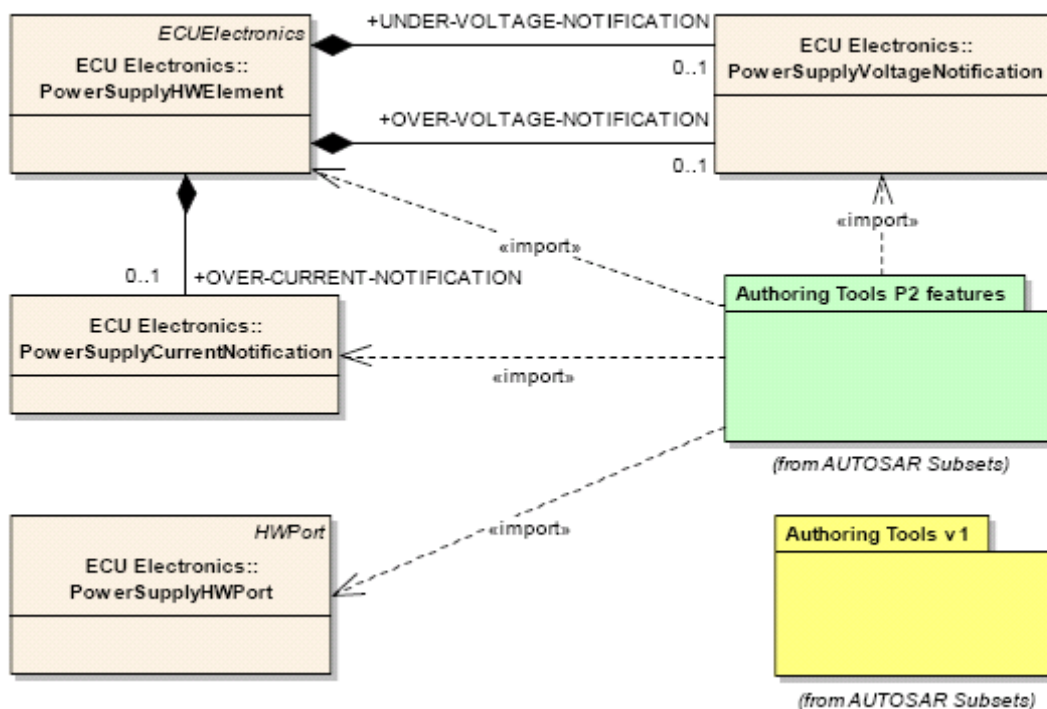 ECUElectronics
ECU Electronics::
PowerSupplyHWElement
+UNDER-VOLTAGE-NOTIFICATION
0..1
ECU Electronics::
PowerSupplyVoltageNotification
+OVER-VOLTAGE-NOTIFICATION
0..1
«import»
«import»
0..1
+OVER-CURRENT-NOTIFICATION
ECU Electronics::
PowerSupplyCurrentNotification
«import»
Authoring Tools P2 features
(from AUTOSAR Subsets)
HWPort
ECU Electronics::
PowerSupplyHWPort
«import»
Authoring Tools v1
(from AUTOSAR Subsets)